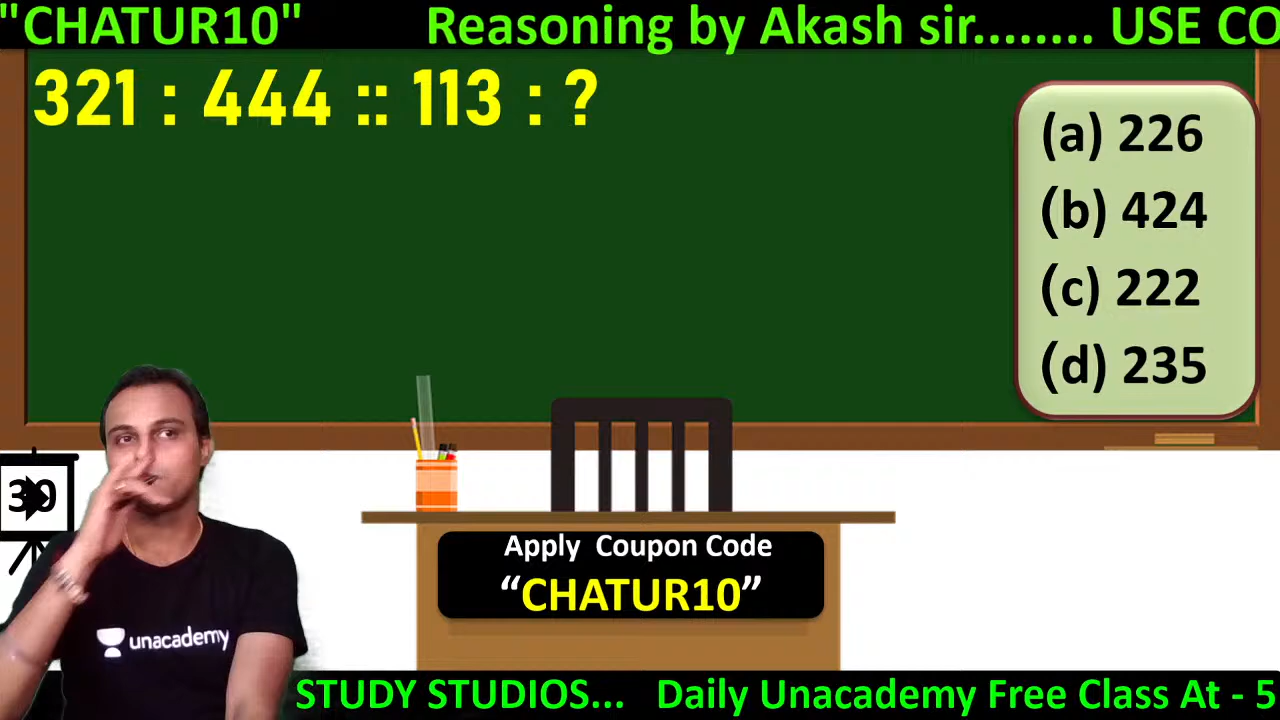 "CHATUR10" Reasoning by Akash sir........ USE CO
321 : 444 :: 113 : ?
(a) 226
(b) 424
(c) 222
(d) 235
30
Apply Coupon Code
“CHATUR10”
unacademy
STUDY STUDIOS... Daily Unacademy Free Class At - 5